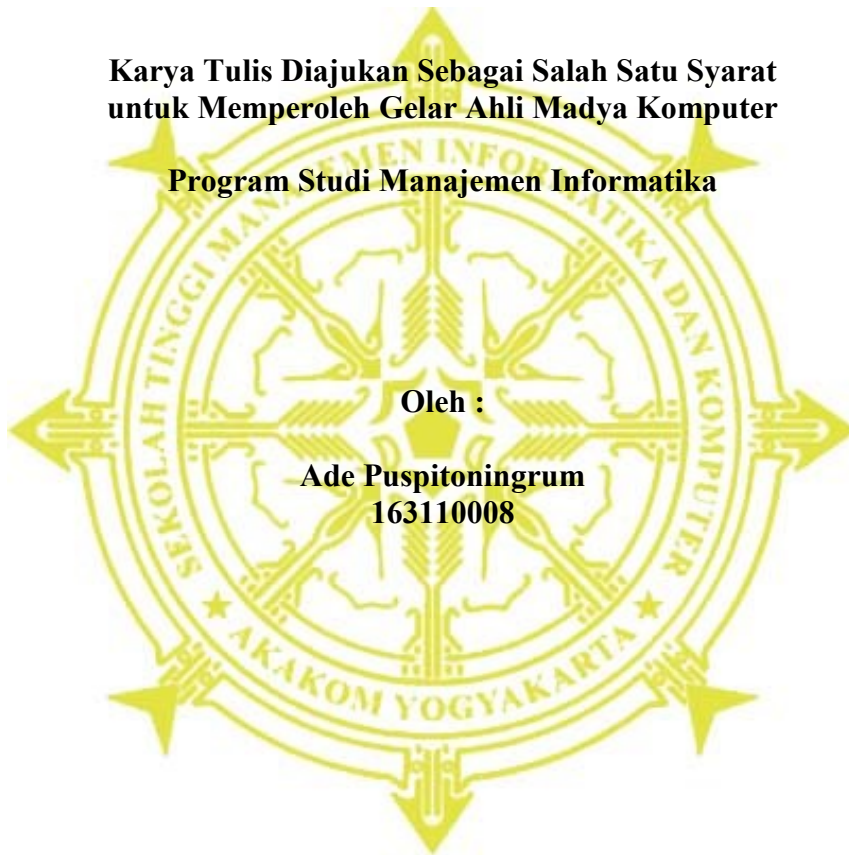 Karya Tulis Diajukan Sebagai Salah Satu Syarat
untuk Memperoleh Gelar Ahli Madya Komputer
Program Studi Manajemen Informatika
Oleh :
Ade Puspitoningrum
163110008
SEKOLAH TINGGI MANAJEMEN INFORMATIKA DAN KOMPUTER
★ AKAKOM YOGYAKARTA ★